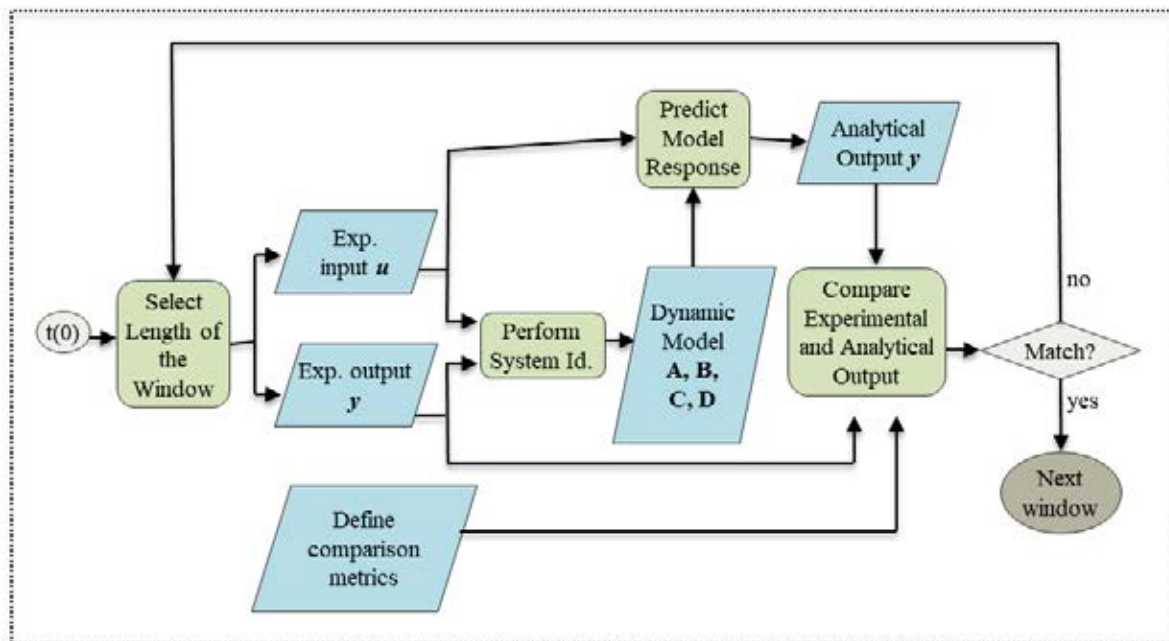 t(0)
Select
Length of
the
Window
Exp.
input u
Exp. output
y
Define
comparison
metrics
Perform
System Id.
Dynamic
Model
A, B,
C, D
Predict
Model
Response
Analytical
Output y
Compare
Experimental
and Analytical
Output
Match?
no
yes
Next
window